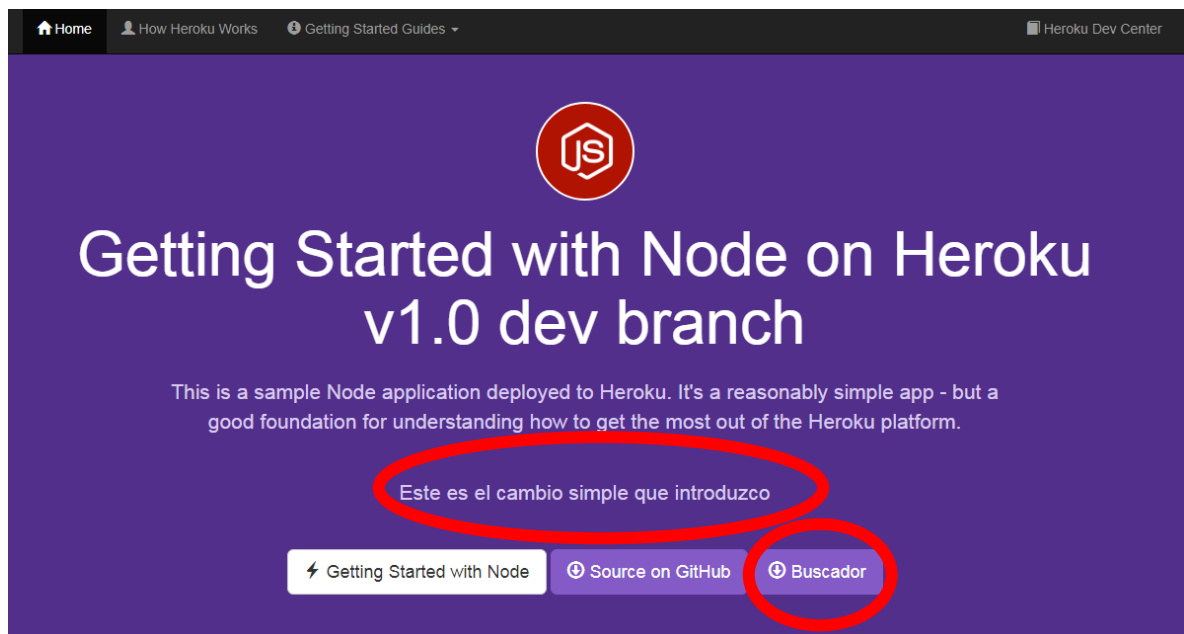 Home How Heroku Works Getting Started Guides Heroku Dev Center
JS
Getting Started with Node on Heroku
v1.0 dev branch
This is a sample Node application deployed to Heroku. It's a reasonably simple app - but a
good foundation for understanding how to get the most out of the Heroku platform.
Este es el cambio simple que introduzco
Getting Started with Node Source on GitHub Buscador